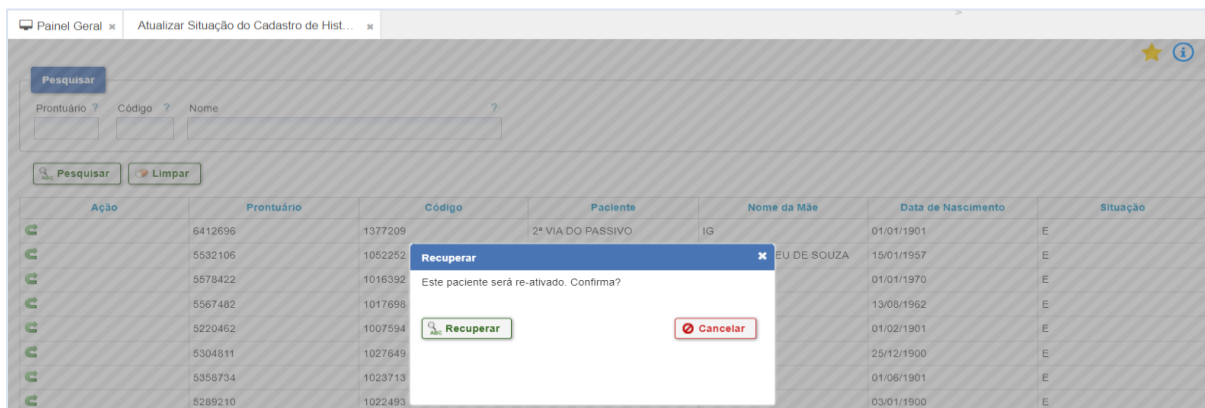 Painel Geral
Atualizar Situação do Cadastro de Hist...
Pesquisar
Prontuário ? Código ? Nome ?
Pesquisar Limpar
Ação Prontuário Código Paciente Nome da Mãe Data de Nascimento Situação
6412696 1377209 2ª VIA DO PASSIVO IG 01/01/1901 E
5532106 1052252 EU DE SOUZA 15/01/1957 E
5578422 1016392 01/01/1970 E
5567482 1017698 13/08/1962 E
5220462 1007594 01/02/1901 E
5304811 1027649 25/12/1900 E
5358734 1023713 01/06/1901 E
5289210 1022493 03/01/1900 E
Recuperar
Este paciente será re-ativado. Confirma?
Recuperar Cancelar